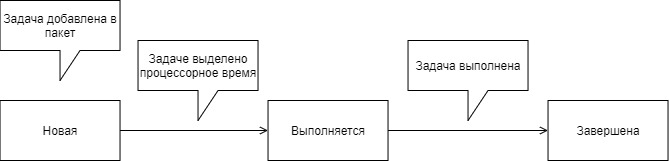 Задача добавлена в
пакет
Задаче выделено
процессорное время
Задача выполнена
Новая
Выполняется
Завершена